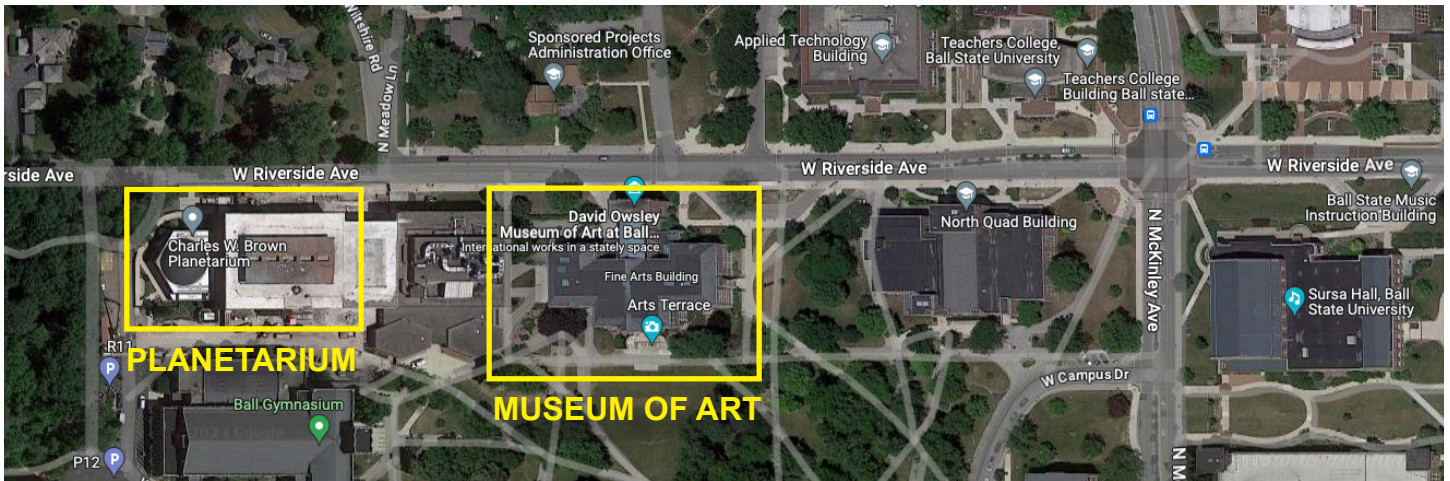 Wiltshire Rd
N Meadow Ln
Sponsored Projects
Administration Office
Applied Technology
Building
Teachers College,
Ball State University
Teachers College
Building Ball state...
rside Ave
W Riverside Ave
W Riverside Ave
W Riverside Ave
Ball State Music
Instruction Building
Charles W. Brown
Planetarium
David Owsley
Museum of Art at Ball...
International works in a stately space
Fine Arts Building
Arts Terrace
North Quad Building
N McKinley Ave
Sursa Hall, Ball
State University
R11
P
PLANETARIUM
MUSEUM OF ART
W Campus Dr
Ball Gymnasium
2023 Google
P12
P
N M